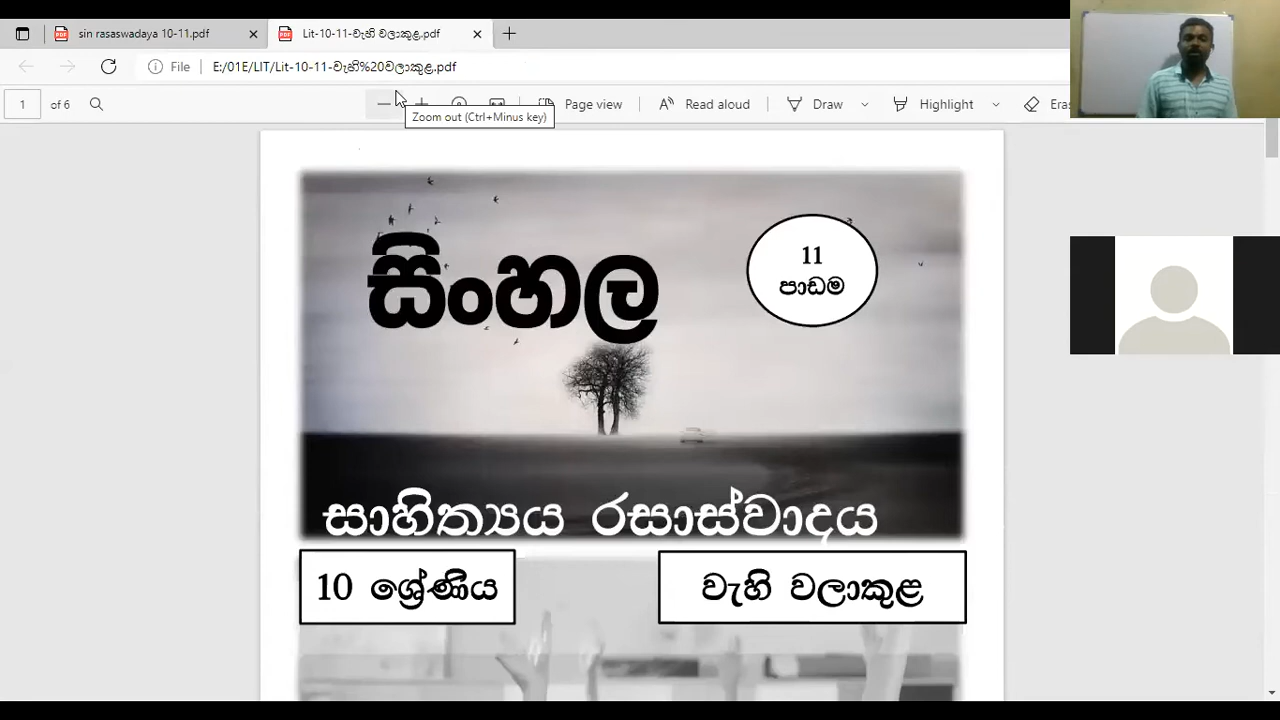 sin rasaswadaya 10-11.pdf
Lit-10-11-වැහි වලාකුළ.pdf
File
E:/01E/LIT/Lit-10-11-වැහි%20වලාකුළ.pdf
1 of 6
Page view
Read aloud
Draw
Highlight
Zoom out (Ctrl+Minus key)
සිංහල
11
පාඩම
සාහිත්‍යය රසාස්වාදය
10 ශ්‍රේණිය
වැහි වලාකුළ